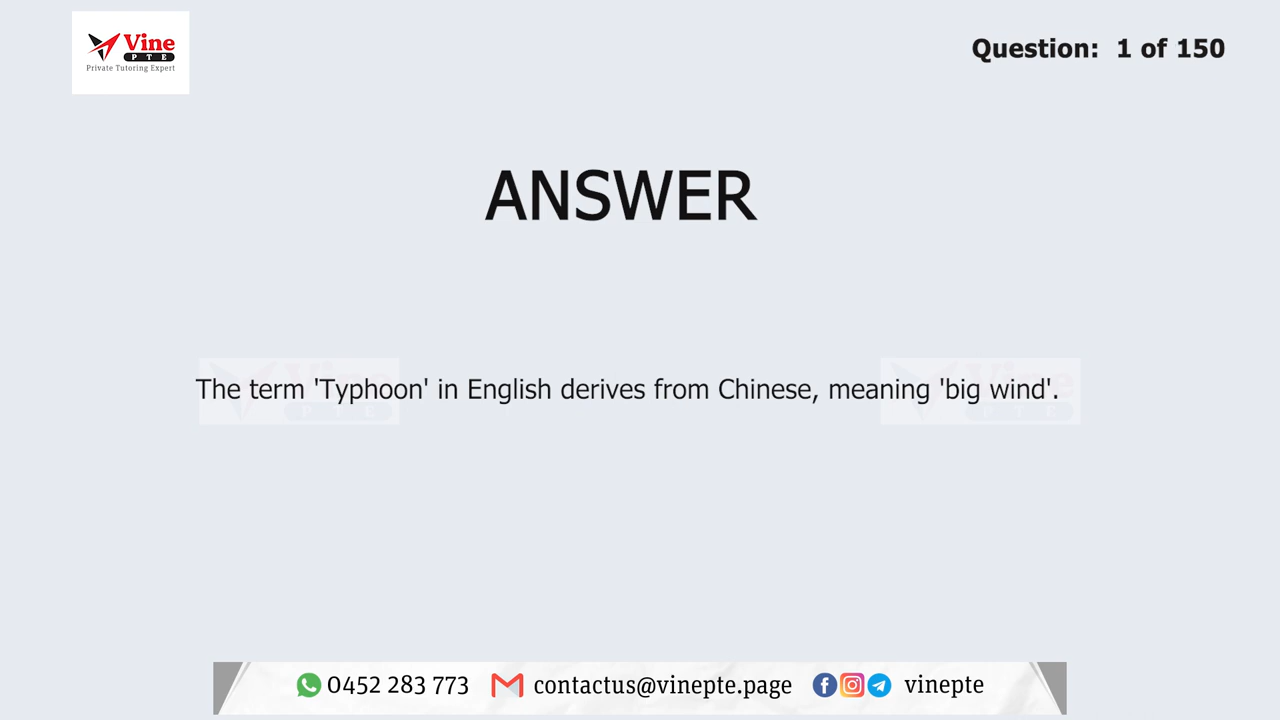 Vine
PTE
Private Tutoring Expert
Question: 1 of 150
ANSWER
The term 'Typhoon' in English derives from Chinese, meaning 'big wind'.
0452 283 773
contactus@vinepte.page
vinepte